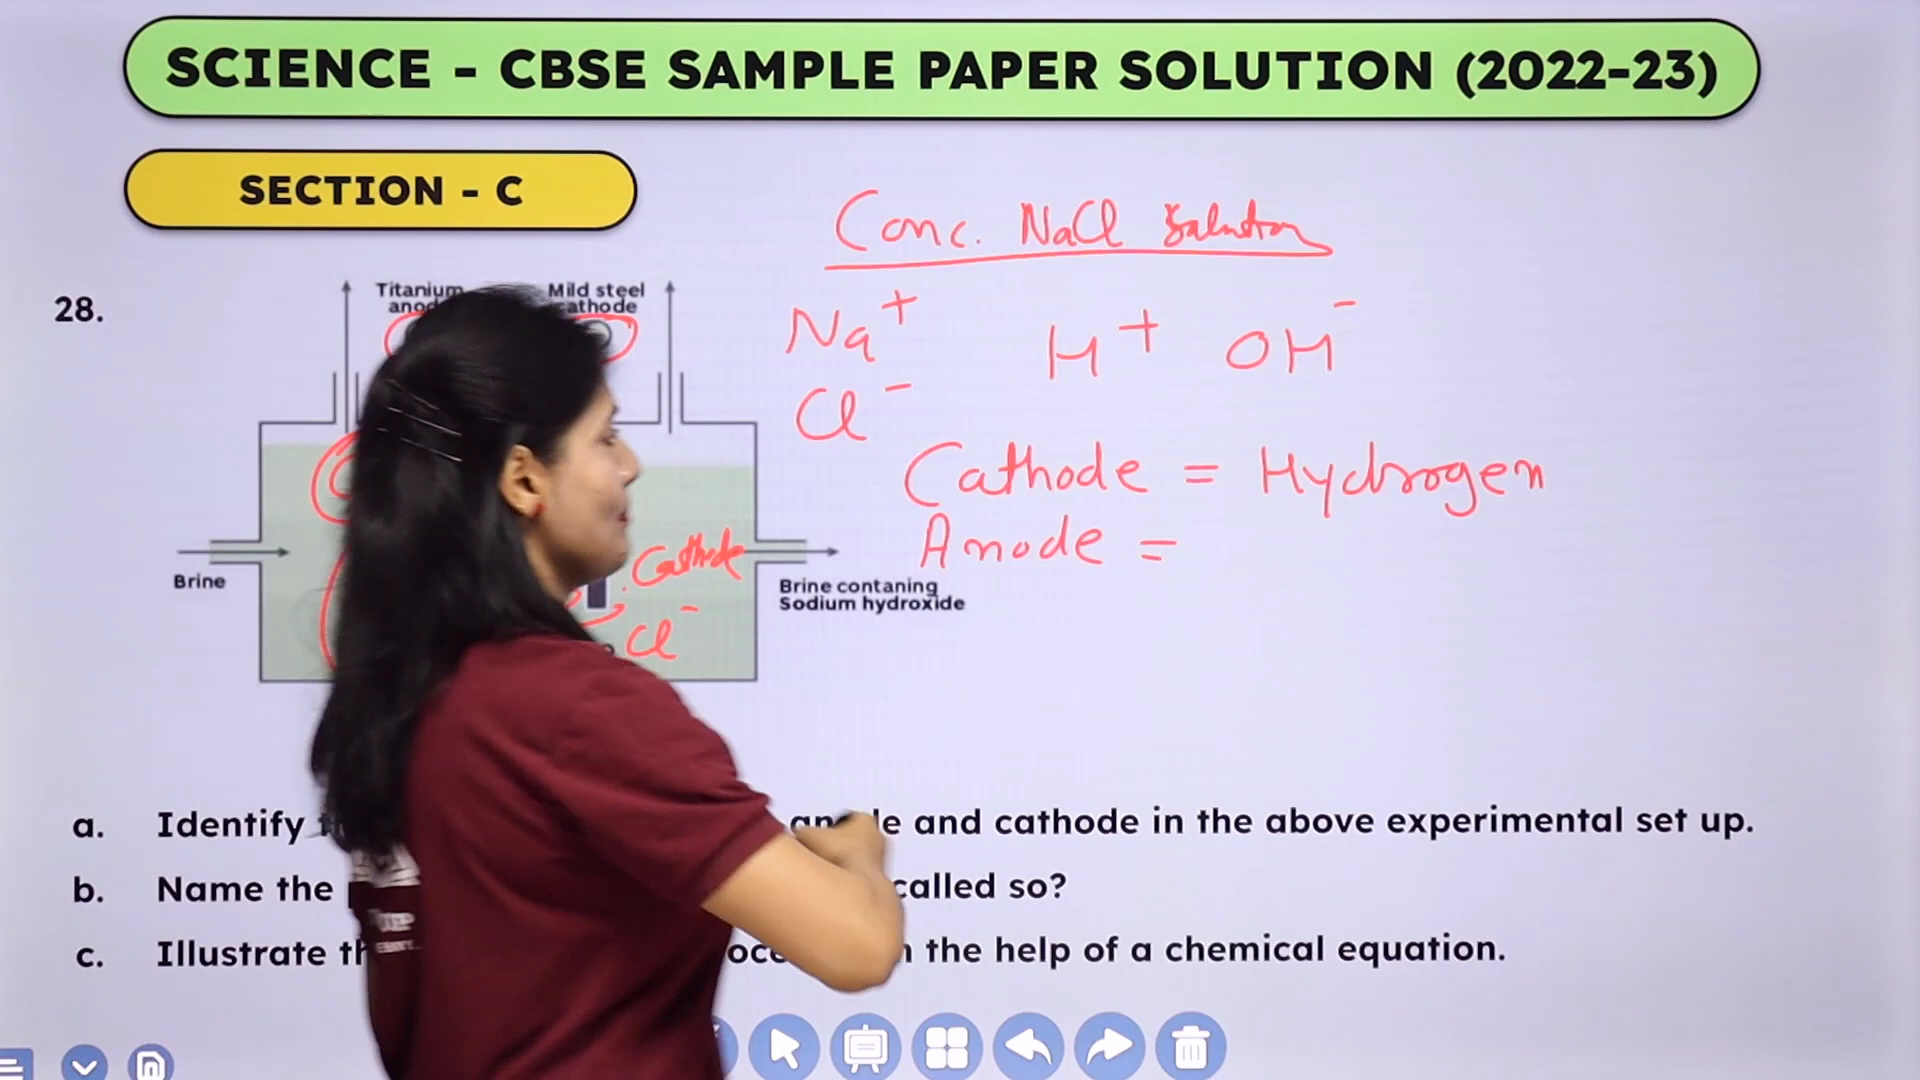 SCIENCE - CBSE SAMPLE PAPER SOLUTION (2022-23)
SECTION - C
Conc. NaCl Solution
28.
Titanium
Mild steel
cathode
Na+ H+ OH-
Cl-
Cathode = Hydrogen
Anode =
Cathode
Brine
Brine contaning
Sodium hydroxide
Cl-
a. Identify and cathode in the above experimental set up.
b. Name the called so?
c. Illustrate the help of a chemical equation.